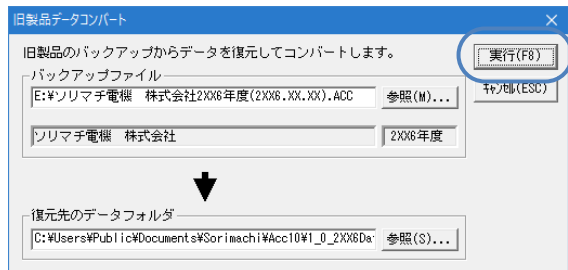 旧製品データコンバート
旧製品のバックアップからデータを復元してコンバートします。
実行(F8)
ｷｬﾝｾﾙ(ESC)
バックアップファイル
E:¥ソリマチ電機　株式会社2XX6年度(2XX6.XX.XX).ACC
参照(M)...
ソリマチ電機　株式会社
2XX6年度
復元先のデータフォルダ
C:¥Users¥Public¥Documents¥Sorimachi¥Acc10¥1_0_2XX6Da
参照(S)...